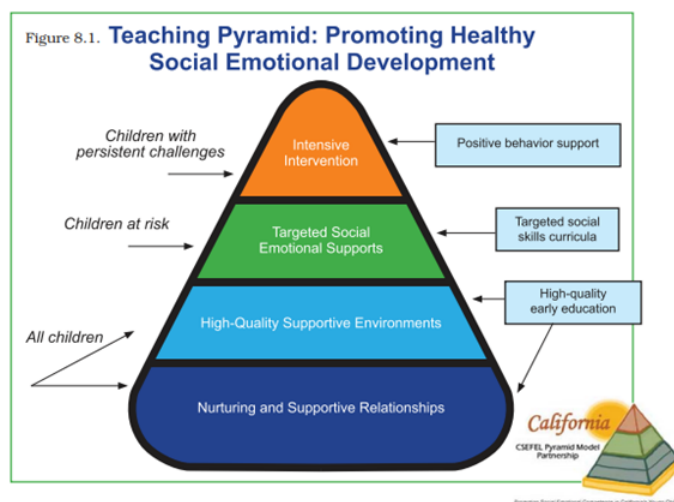 Figure 8.1. Teaching Pyramid: Promoting Healthy
Social Emotional Development
Children with
persistent challenges
Intensive
Intervention
Positive behavior support
Children at risk
Targeted Social
Emotional Supports
Targeted social
skills curricula
All children
High-Quality Supportive Environments
High-quality
early education
Nurturing and Supportive Relationships
California
CSEFEL Pyramid Model
Partnership